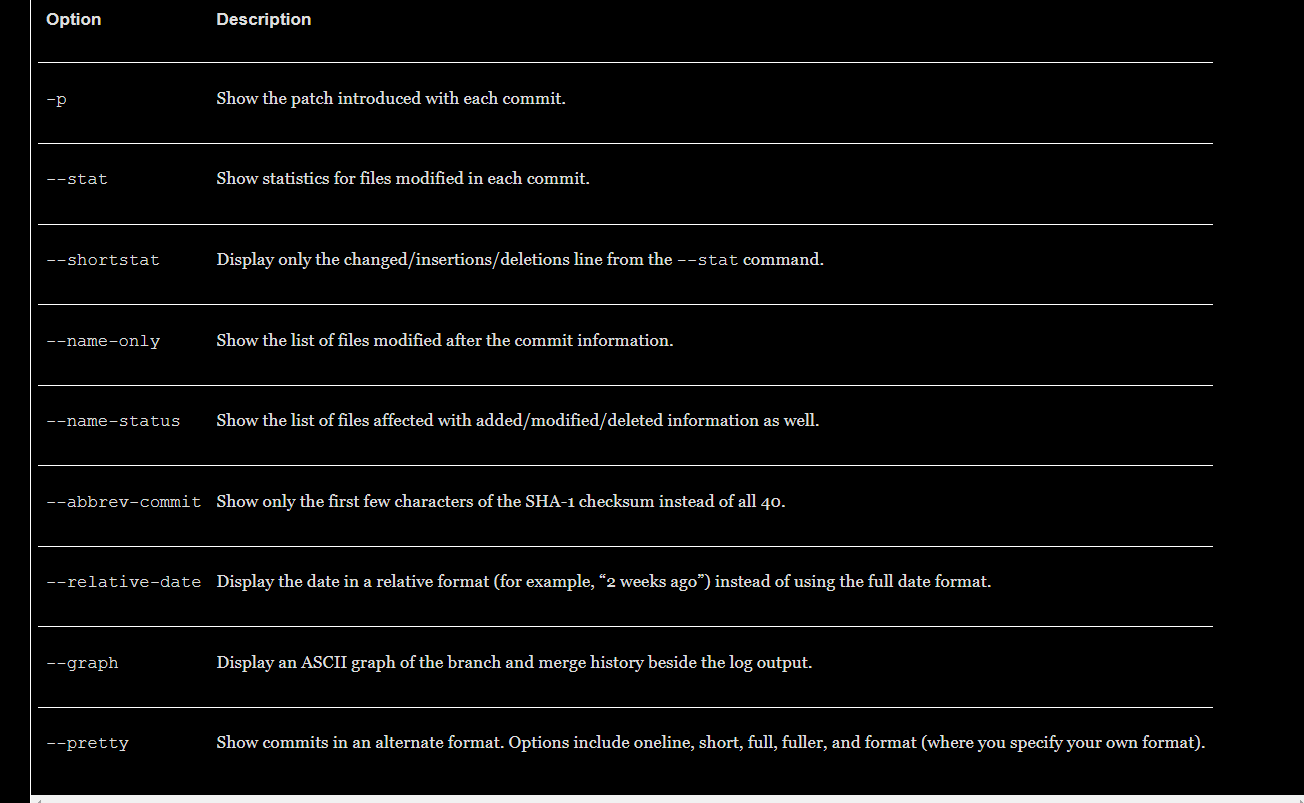 Option Description
-p Show the patch introduced with each commit.
--stat Show statistics for files modified in each commit.
--shortstat Display only the changed/insertions/deletions line from the --stat command.
--name-only Show the list of files modified after the commit information.
--name-status Show the list of files affected with added/modified/deleted information as well.
--abbrev-commit Show only the first few characters of the SHA-1 checksum instead of all 40.
--relative-date Display the date in a relative format (for example, “2 weeks ago”) instead of using the full date format.
--graph Display an ASCII graph of the branch and merge history beside the log output.
--pretty Show commits in an alternate format. Options include oneline, short, full, fuller, and format (where you specify your own format).